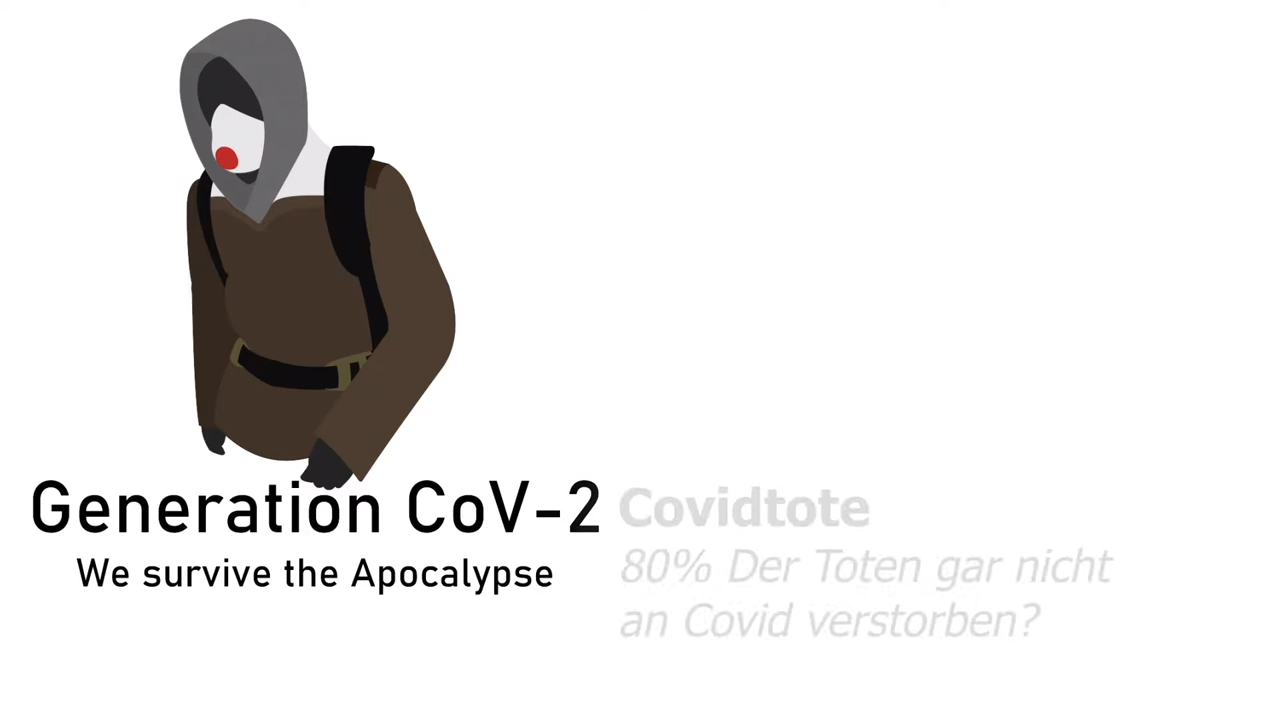 Generation CoV-2
We survive the Apocalypse
Covidtote
80% Der Toten gar nicht
an Covid verstorben?